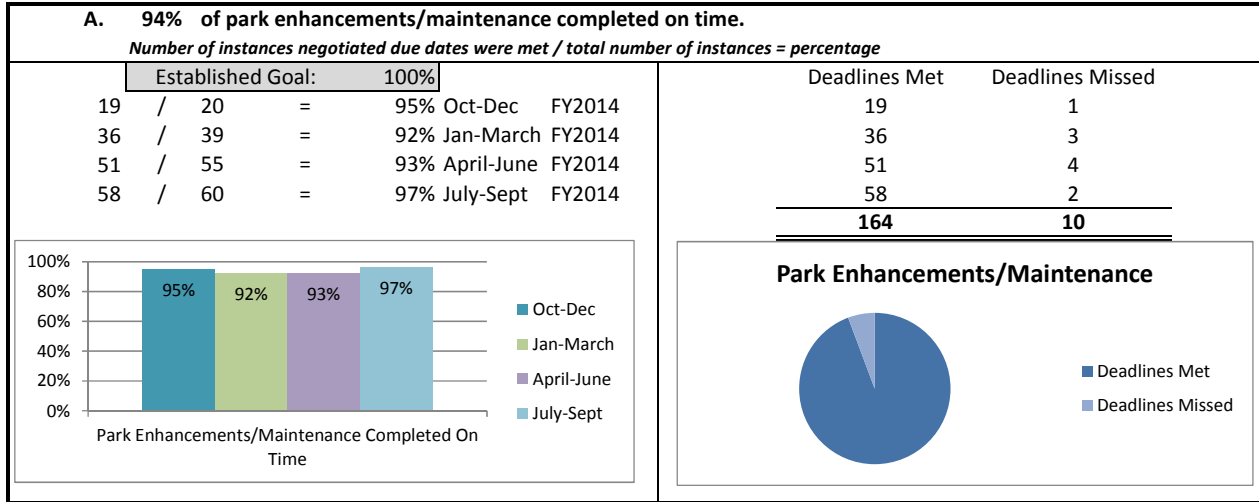 A. 94% of park enhancements/maintenance completed on time.
Number of instances negotiated due dates were met / total number of instances = percentage
Established Goal: 100%
19 / 20 = 95% Oct-Dec FY2014
36 / 39 = 92% Jan-March FY2014
51 / 55 = 93% April-June FY2014
58 / 60 = 97% July-Sept FY2014
Deadlines Met Deadlines Missed
19 1
36 3
51 4
58 2
164 10
100%
80%
60%
40%
20%
0%
95% 92% 93% 97%
Park Enhancements/Maintenance Completed On
Time
Oct-Dec
Jan-March
April-June
July-Sept
Park Enhancements/Maintenance
Deadlines Met
Deadlines Missed